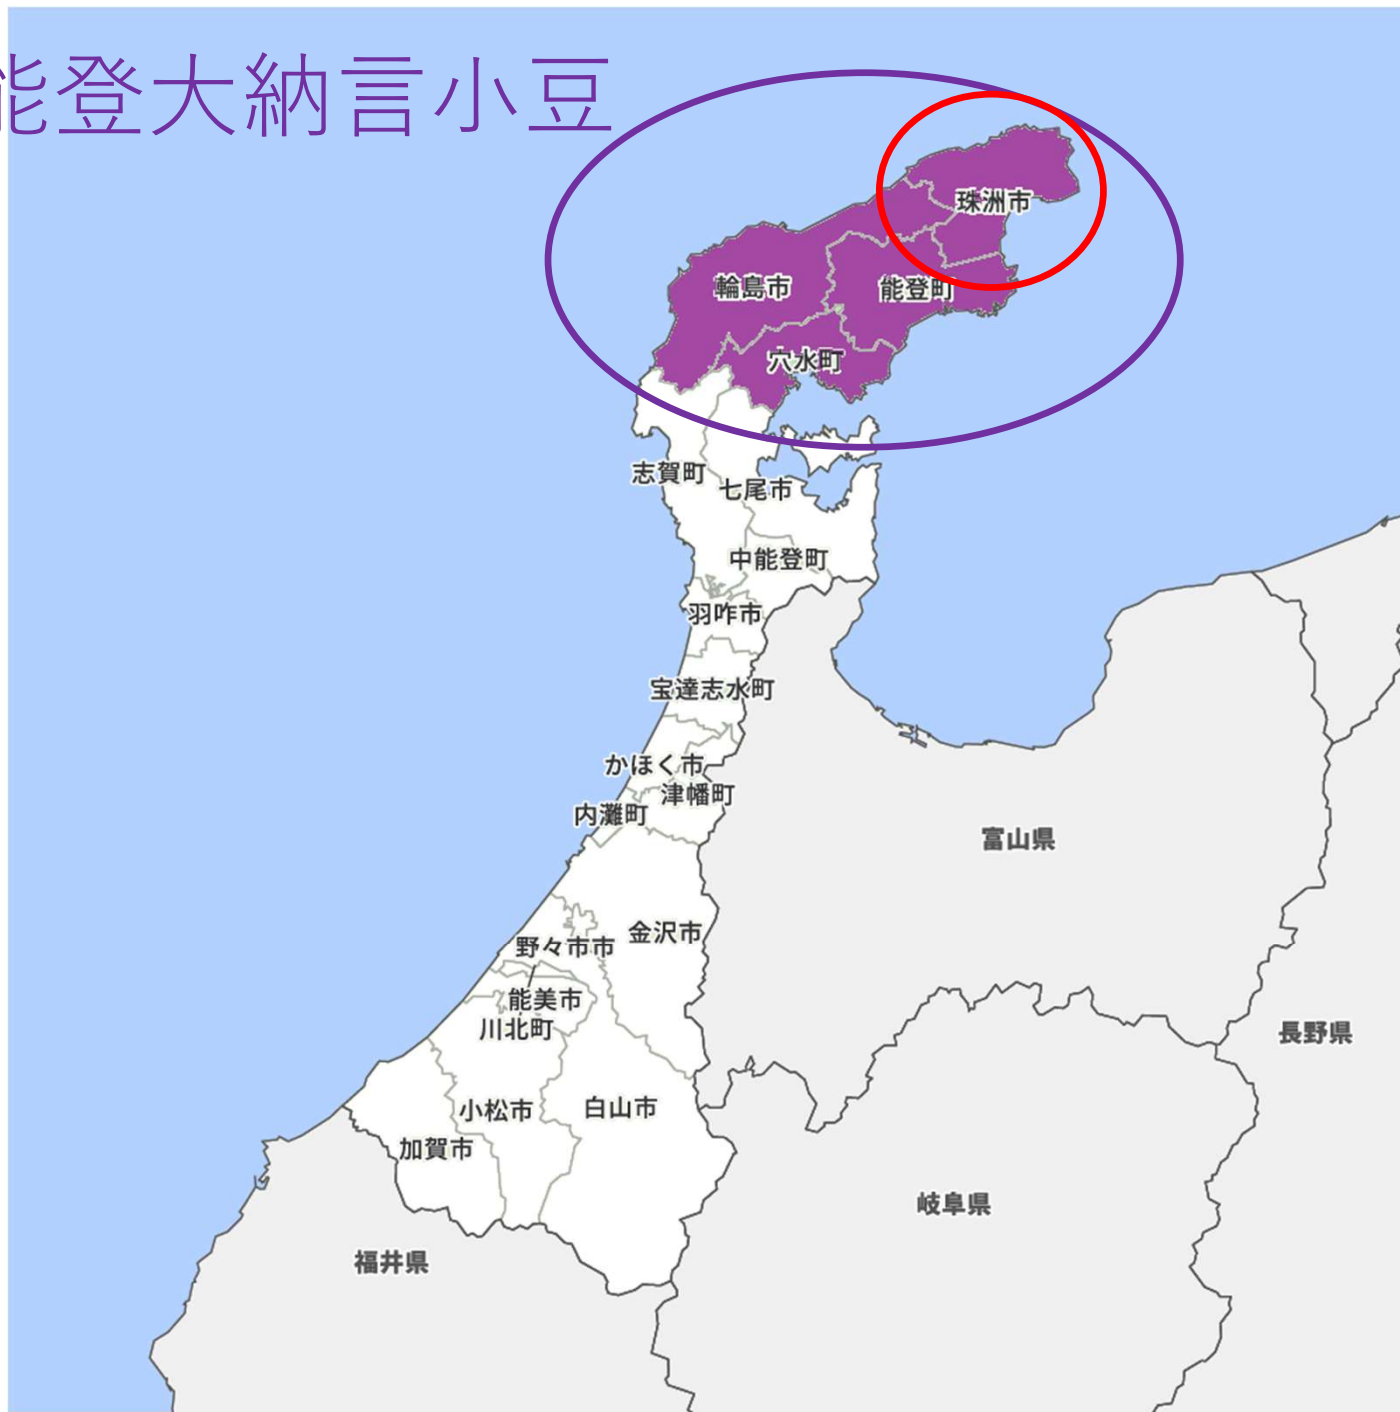 能登大納言小豆
珠洲市
輪島市
能登町
穴水町
志賀町
七尾市
中能登町
羽咋市
宝達志水町
かほく市
津幡町
内灘町
富山県
金沢市
野々市市
能美市
川北町
長野県
小松市
白山市
加賀市
岐阜県
福井県